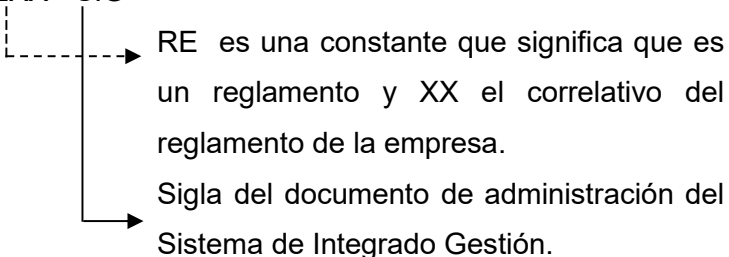 RE es una constante que significa que es
un reglamento y XX el correlativo del
reglamento de la empresa.
Sigla del documento de administración del
Sistema de Integrado Gestión.